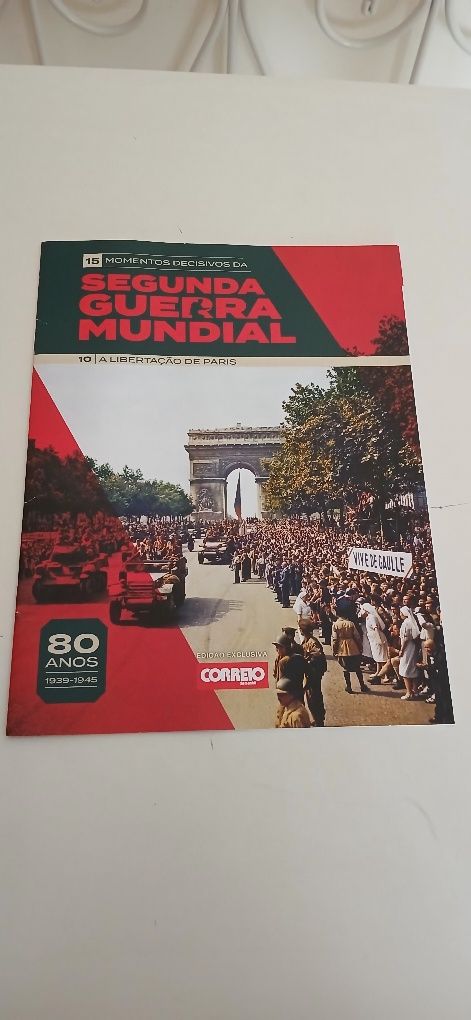 15 MOMENTOS DECISIVOS DA
SEGUNDA
GUERRA
MUNDIAL
10 | A LIBERTAÇÃO DE PARIS
VIVE DE GAULLE
80
ANOS
1939-1945
EDIÇÃO EXCLUSIVA
CORREIO